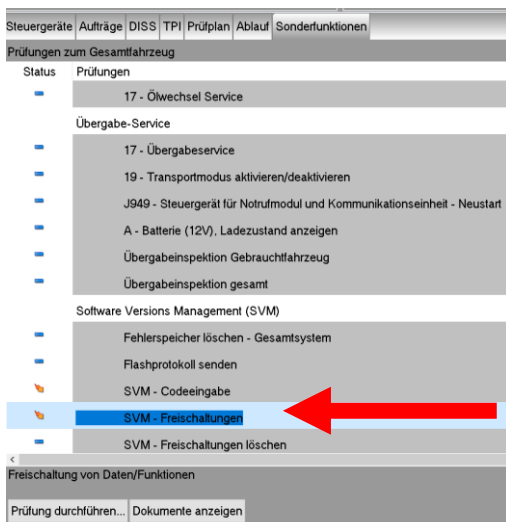 Steuergeräte Aufträge DISS TPI Prüfplan Ablauf Sonderfunktionen
Prüfungen zum Gesamtfahrzeug
Status Prüfungen
17 - Ölwechsel Service
Übergabe-Service
17 - Übergabeservice
19 - Transportmodus aktivieren/deaktivieren
J949 - Steuergerät für Notrufmodul und Kommunikationseinheit - Neustart
A - Batterie (12V), Ladezustand anzeigen
Übergabeinspektion Gebrauchtfahrzeug
Übergabeinspektion gesamt
Software Versions Management (SVM)
Fehlerspeicher löschen - Gesamtsystem
Flashprotokoll senden
SVM - Codeeingabe
SVM - Freischaltungen
SVM - Freischaltungen löschen
<
Freischaltung von Daten/Funktionen
Prüfung durchführen... Dokumente anzeigen